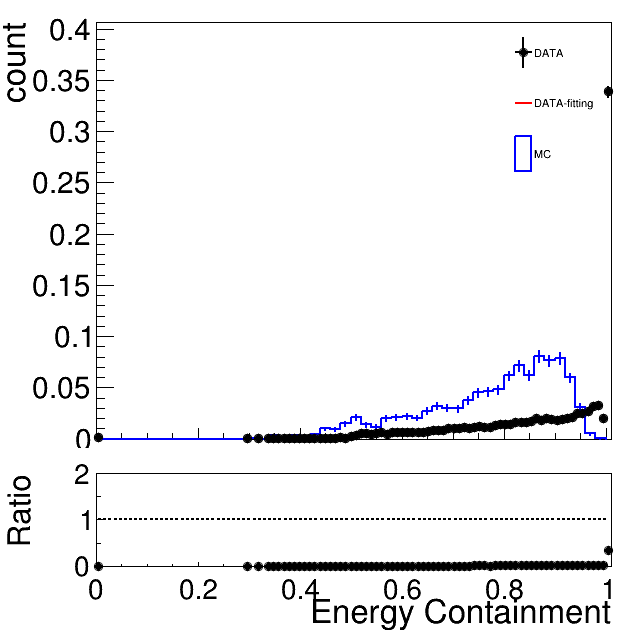 count
0.4
0.35
0.3
0.25
0.2
0.15
0.1
0.05
0
DATA
DATA-fitting
MC
Ratio
2
1
0
0 0.2 0.4 0.6 0.8 1
Energy Containment